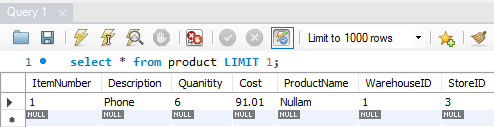 Query 1
Limit to 1000 rows
1 select * from product LIMIT 1;
ItemNumber Description Quanitity Cost ProductName WarehouseID StoreID
1 Phone 6 91.01 Nullam 1 3
NULL NULL NULL NULL NULL NULL NULL